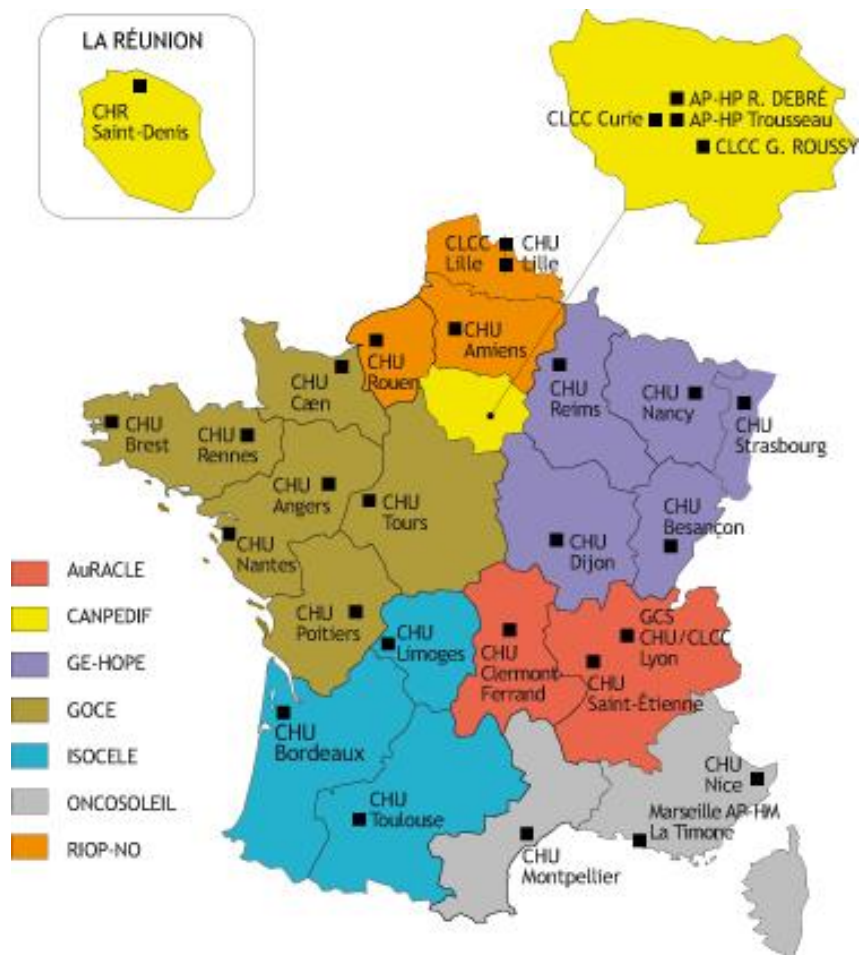 LA RÉUNION
CHR
Saint-Denis
AP-HP R. DEBRÉ
CLCC Curie
AP-HP Trousseau
CLCC G. ROUSSY
CLCC
Lille
CHU
Lille
CHU
Amiens
CHU
Rouen
CHU
Cæn
CHU
Reims
CHU
Nancy
CHU
Strasbourg
CHU
Brest
CHU
Rennes
CHU
Angers
CHU
Tours
CHU
Besançon
CHU
Dijon
CHU
Nantes
CHU
Poitiers
CHU
Limoges
CHU
Clermont-
Ferrand
GCS
CHU/CLCC
Lyon
CHU
Saint-Étienne
CHU
Bordeaux
CHU
Toulouse
CHU
Nice
Marseille AP-HM
La Timone
CHU
Montpellier
AuRACLE
CANPEDIF
GE-HOPE
GOCE
ISOCELE
ONCOSOLEIL
RIOP-NO